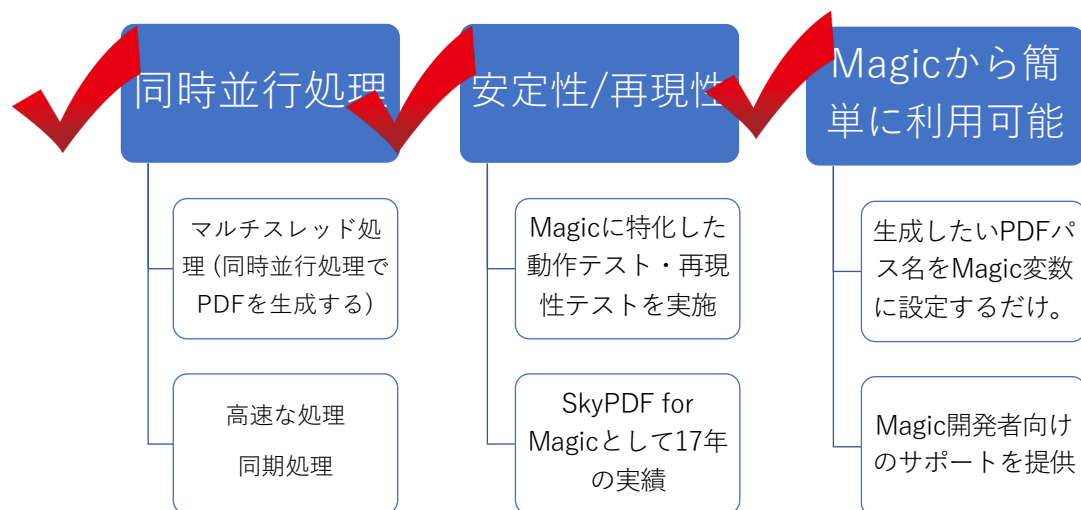 同時並行処理
マルチスレッド処
理 (同時並行処理で
PDFを生成する)
高速な処理
同期処理
安定性/再現性
Magicに特化した
動作テスト・再現
性テストを実施
SkyPDF for
Magicとして17年
の実績
Magicから簡
単に利用可能
生成したいPDFパ
ス名をMagic変数
に設定するだけ。
Magic開発者向け
のサポートを提供